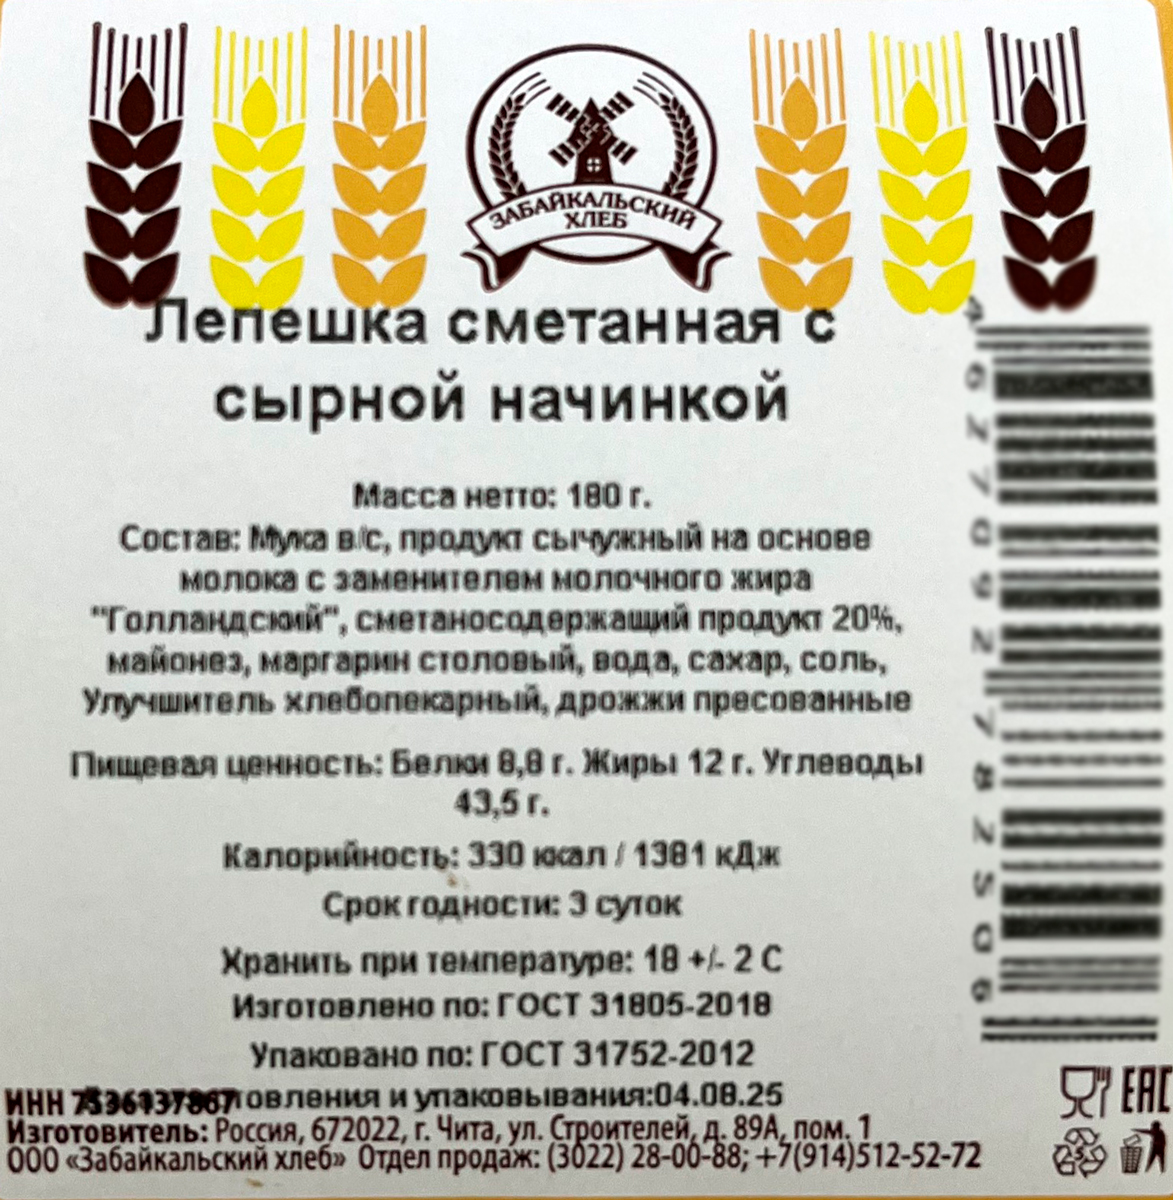 ЗАБАЙКАЛЬСКИЙ
ХЛЕБ
Лепешка сметанная с
сырной начинкой
Масса нетто: 180 г.
Состав: Мука в/с, продукт сычужный на основе
молока с заменителем молочного жира
"Голландский", сметаносодержащий продукт 20%,
майонез, маргарин столовый, вода, сахар, соль,
Улучшитель хлебопекарный, дрожжи пресованные
Пищевая ценность: Белки 8,8 г. Жиры 12 г. Углеводы
43,5 г.
Калорийность: 330 ккал / 1381 кДж
Срок годности: 3 суток
Хранить при температуре: 18 +/- 2 С
Изготовлено по: ГОСТ 31805-2018
Упаковано по: ГОСТ 31752-2012
и упаковывания:04.08.25
ИНН 7536137867
Изготовитель: Россия, 672022, г. Чита, ул. Строителей, д. 89А, пом. 1
ООО «Забайкальский хлеб» Отдел продаж: (3022) 28-00-88; +7(914)512-52-72
4627092782506
EAC
5